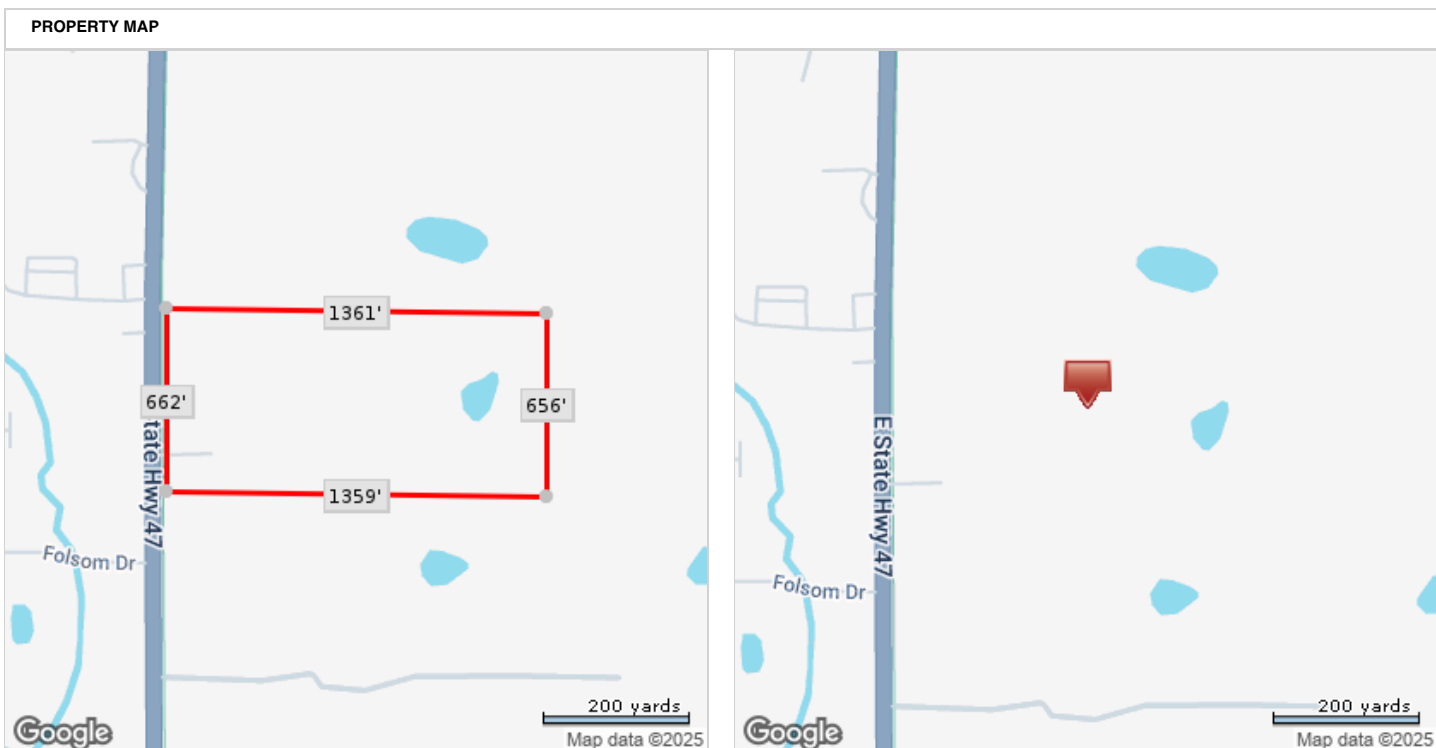 PROPERTY MAP
1361'
662'
656'
tate Hwy 47
1359'
Folsom Dr
200 yards
Google
Map data ©2025
E State Hwy 47
Folsom Dr
200 yards
Google
Map data ©2025